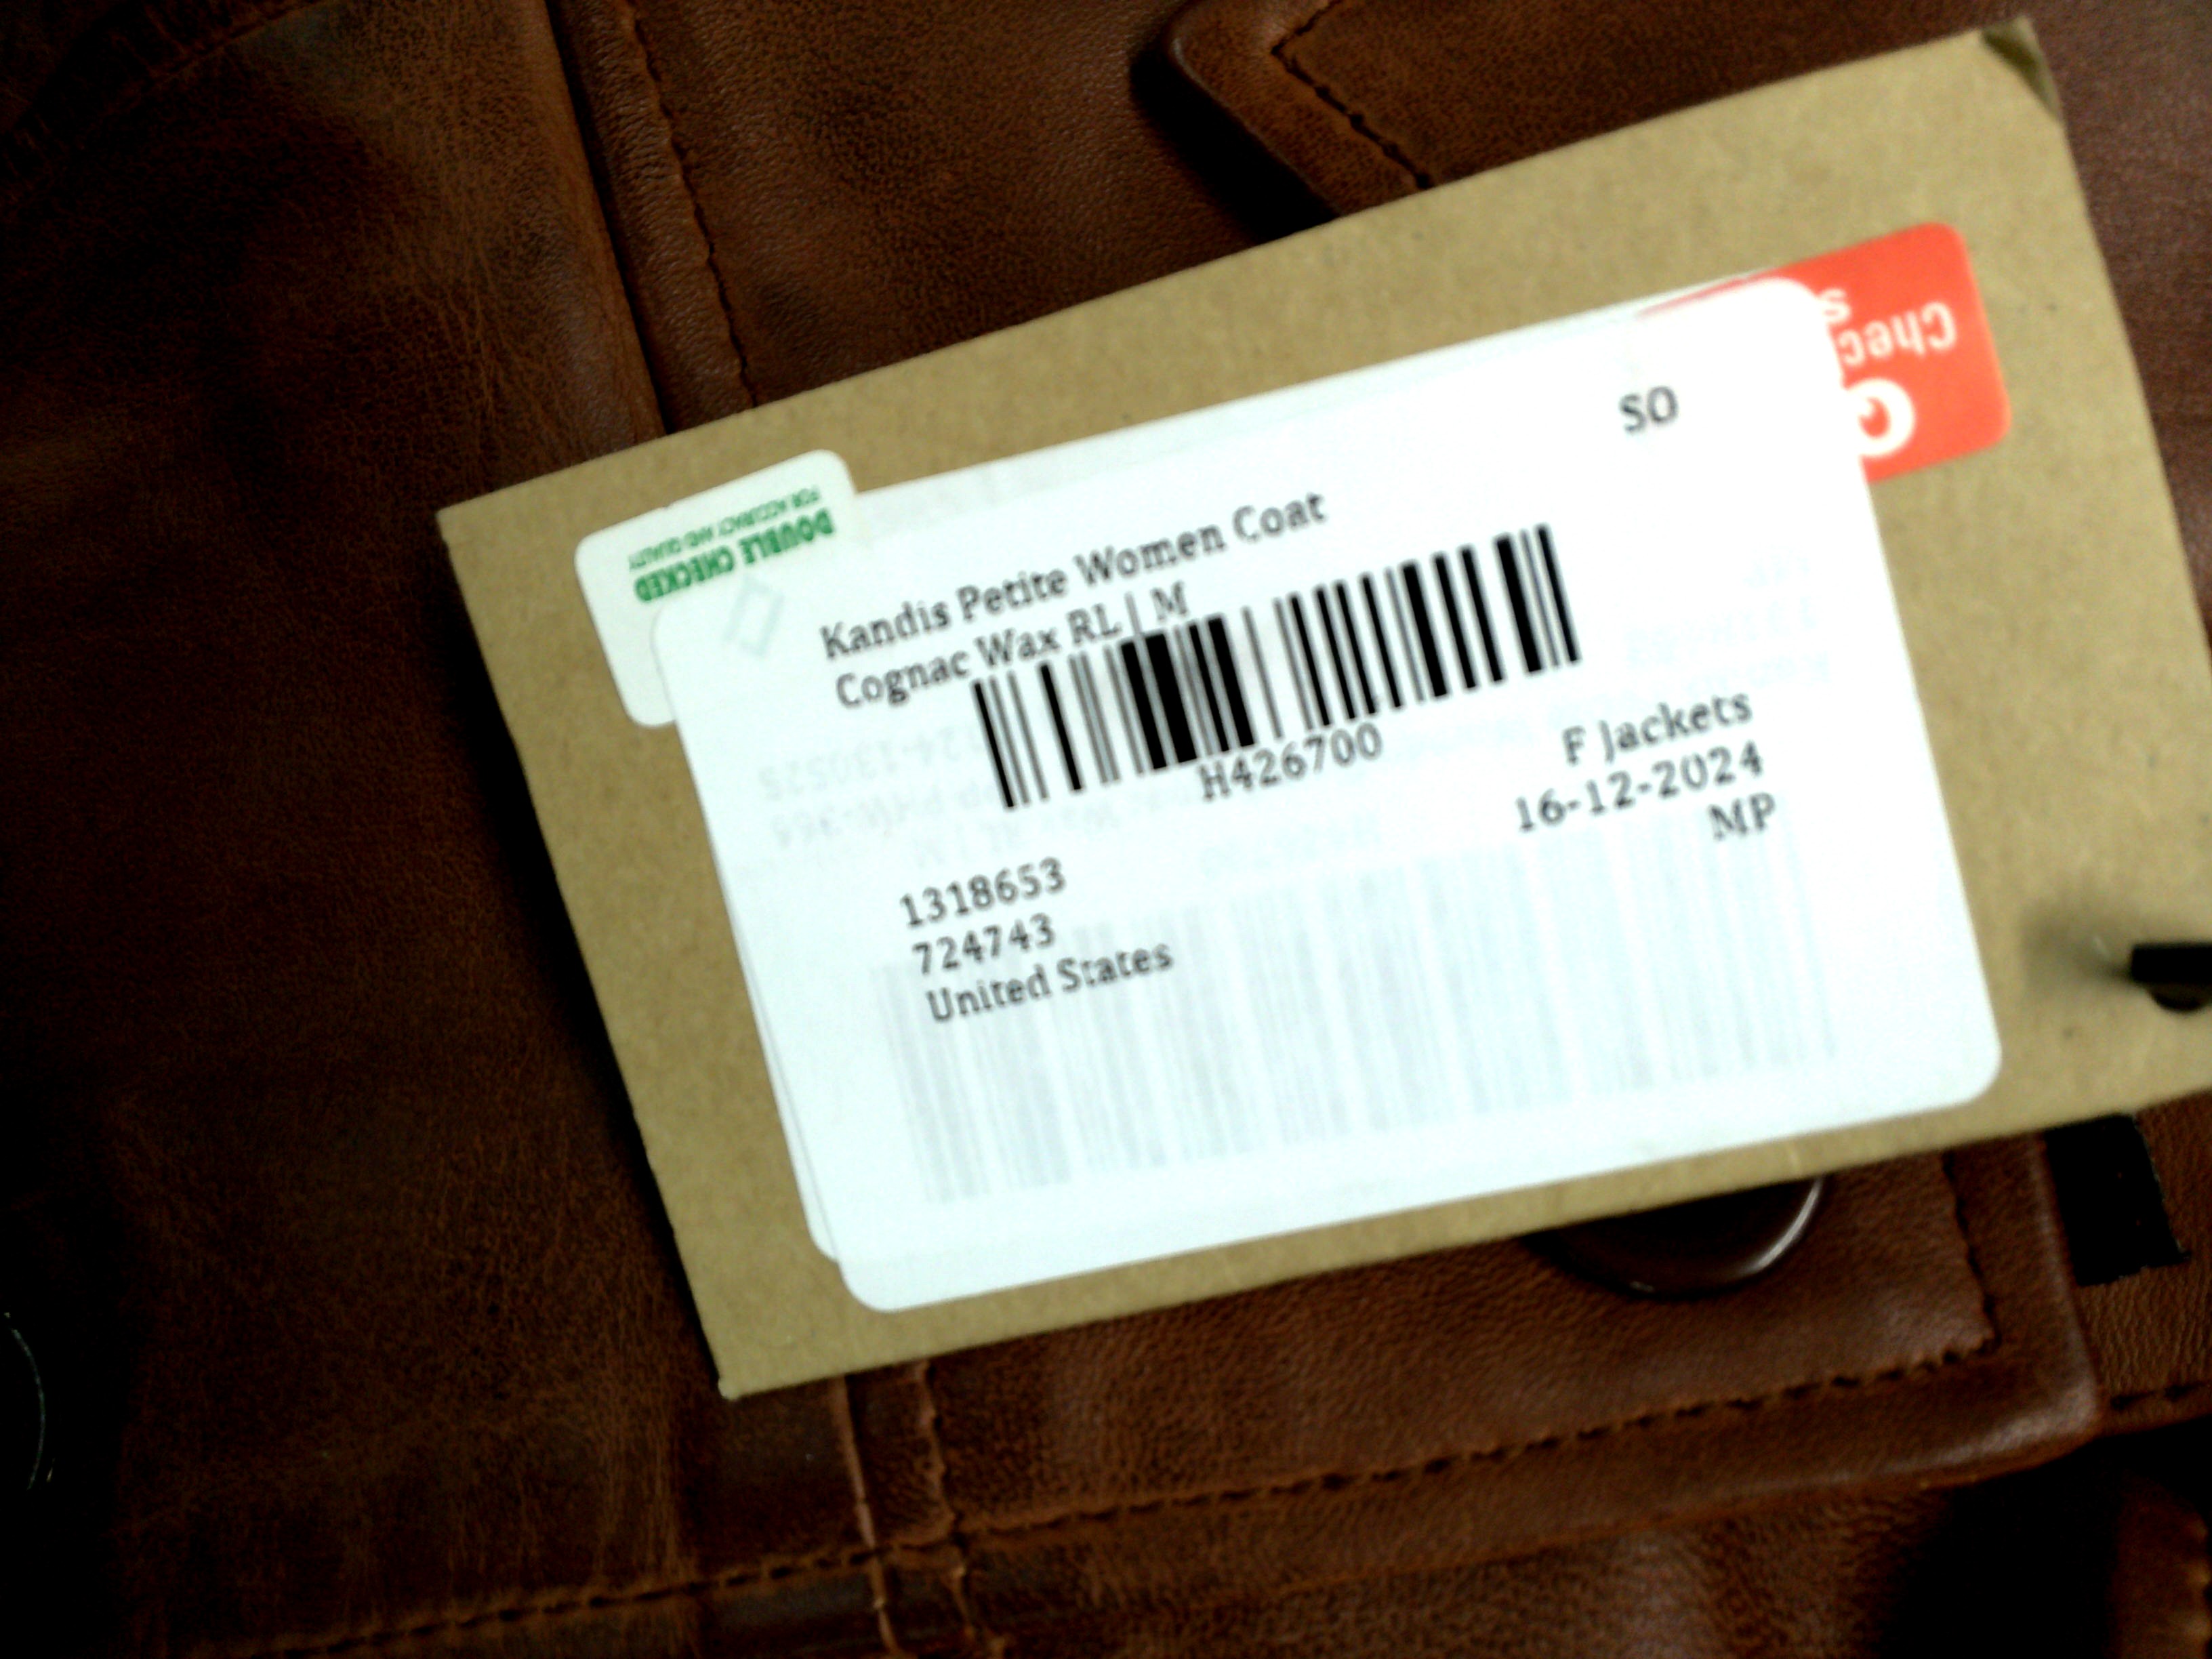 SO
Kandis Petite Women Coat
Cognac Wax RL | M
H426700
F Jackets
16-12-2024
MP
1318653
724743
United States
DOUBLE CHECKED
FOR ACCURACY AND QUALITY